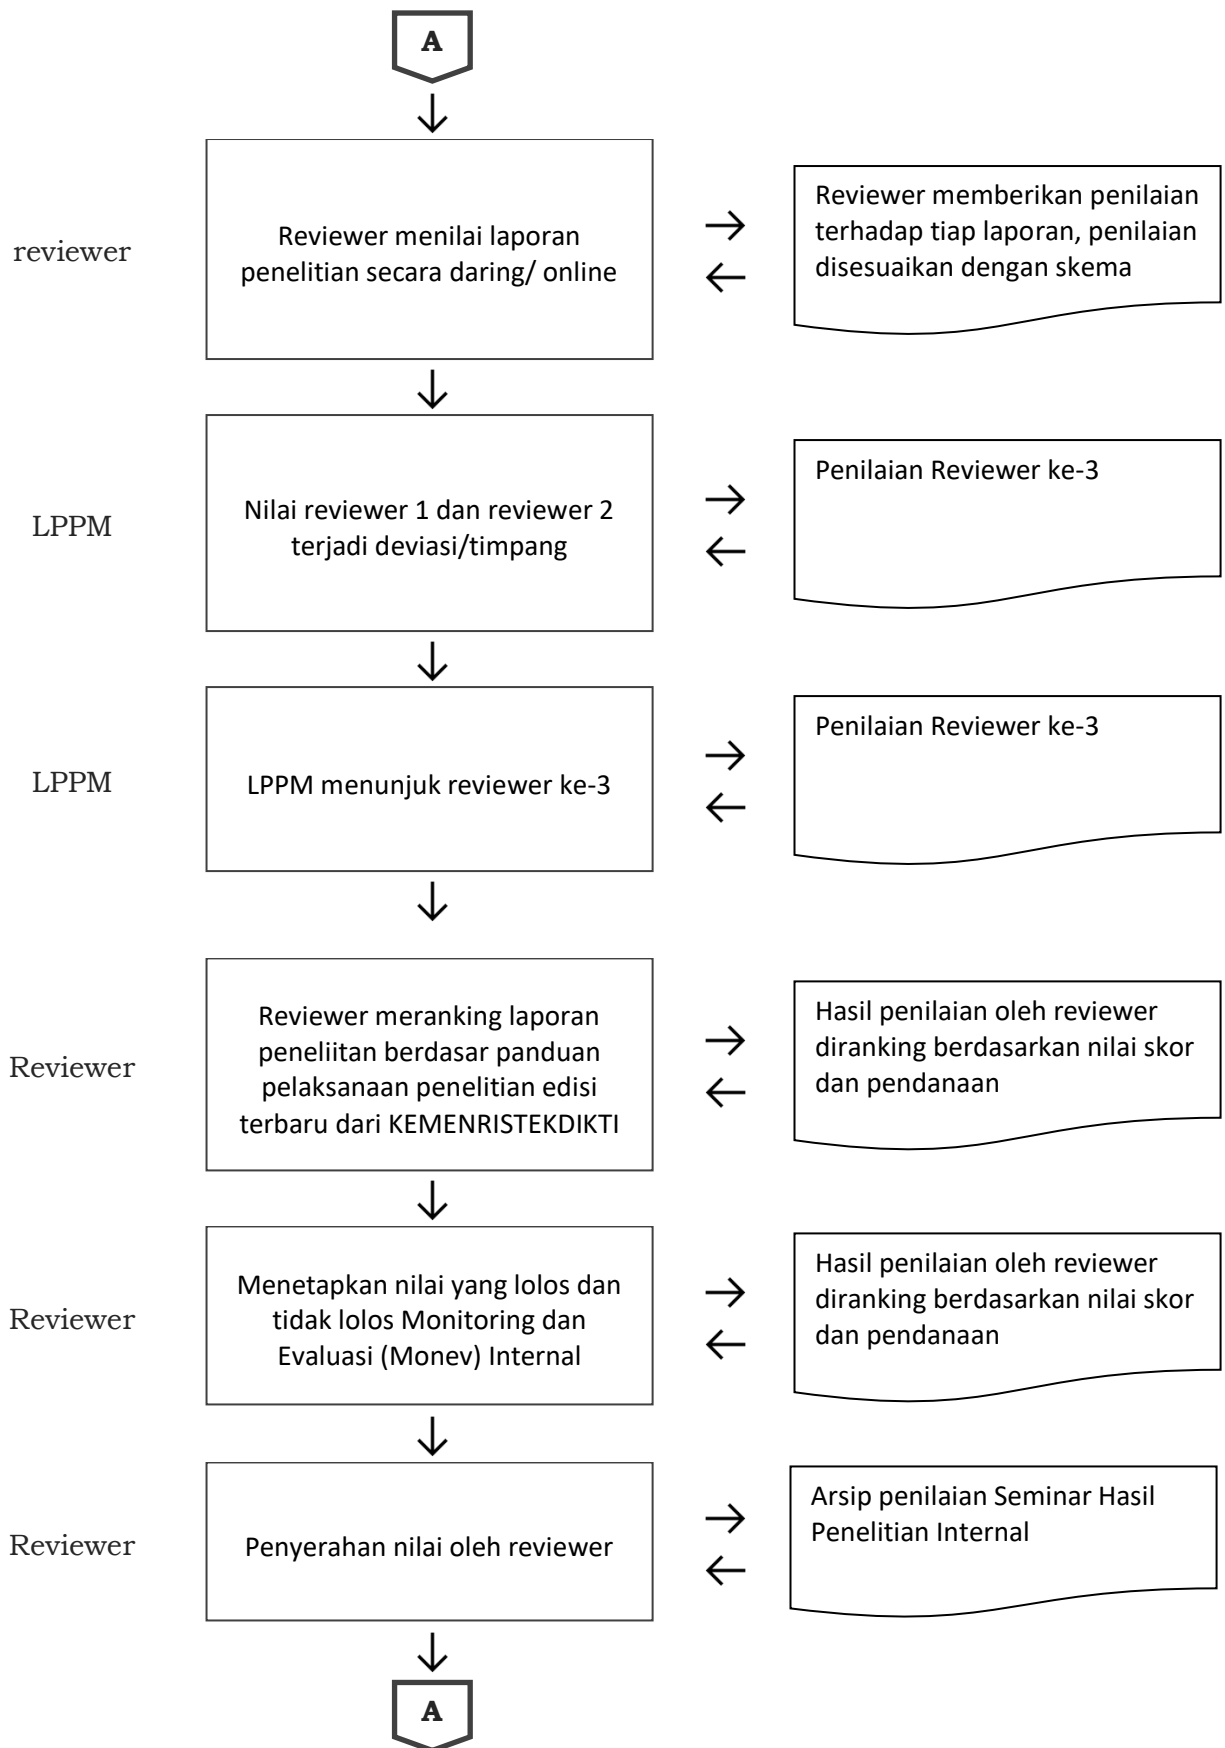 A
reviewer
Reviewer menilai laporan
penelitian secara daring/ online
Reviewer memberikan penilaian
terhadap tiap laporan, penilaian
disesuaikan dengan skema
LPPM
Nilai reviewer 1 dan reviewer 2
terjadi deviasi/timpang
Penilaian Reviewer ke-3
LPPM
LPPM menunjuk reviewer ke-3
Penilaian Reviewer ke-3
Reviewer
Reviewer meranking laporan
peneliitan berdasar panduan
pelaksanaan penelitian edisi
terbaru dari KEMENRISTEKDIKTI
Hasil penilaian oleh reviewer
diranking berdasarkan nilai skor
dan pendanaan
Reviewer
Menetapkan nilai yang lolos dan
tidak lolos Monitoring dan
Evaluasi (Monev) Internal
Hasil penilaian oleh reviewer
diranking berdasarkan nilai skor
dan pendanaan
Reviewer
Penyerahan nilai oleh reviewer
Arsip penilaian Seminar Hasil
Penelitian Internal
A